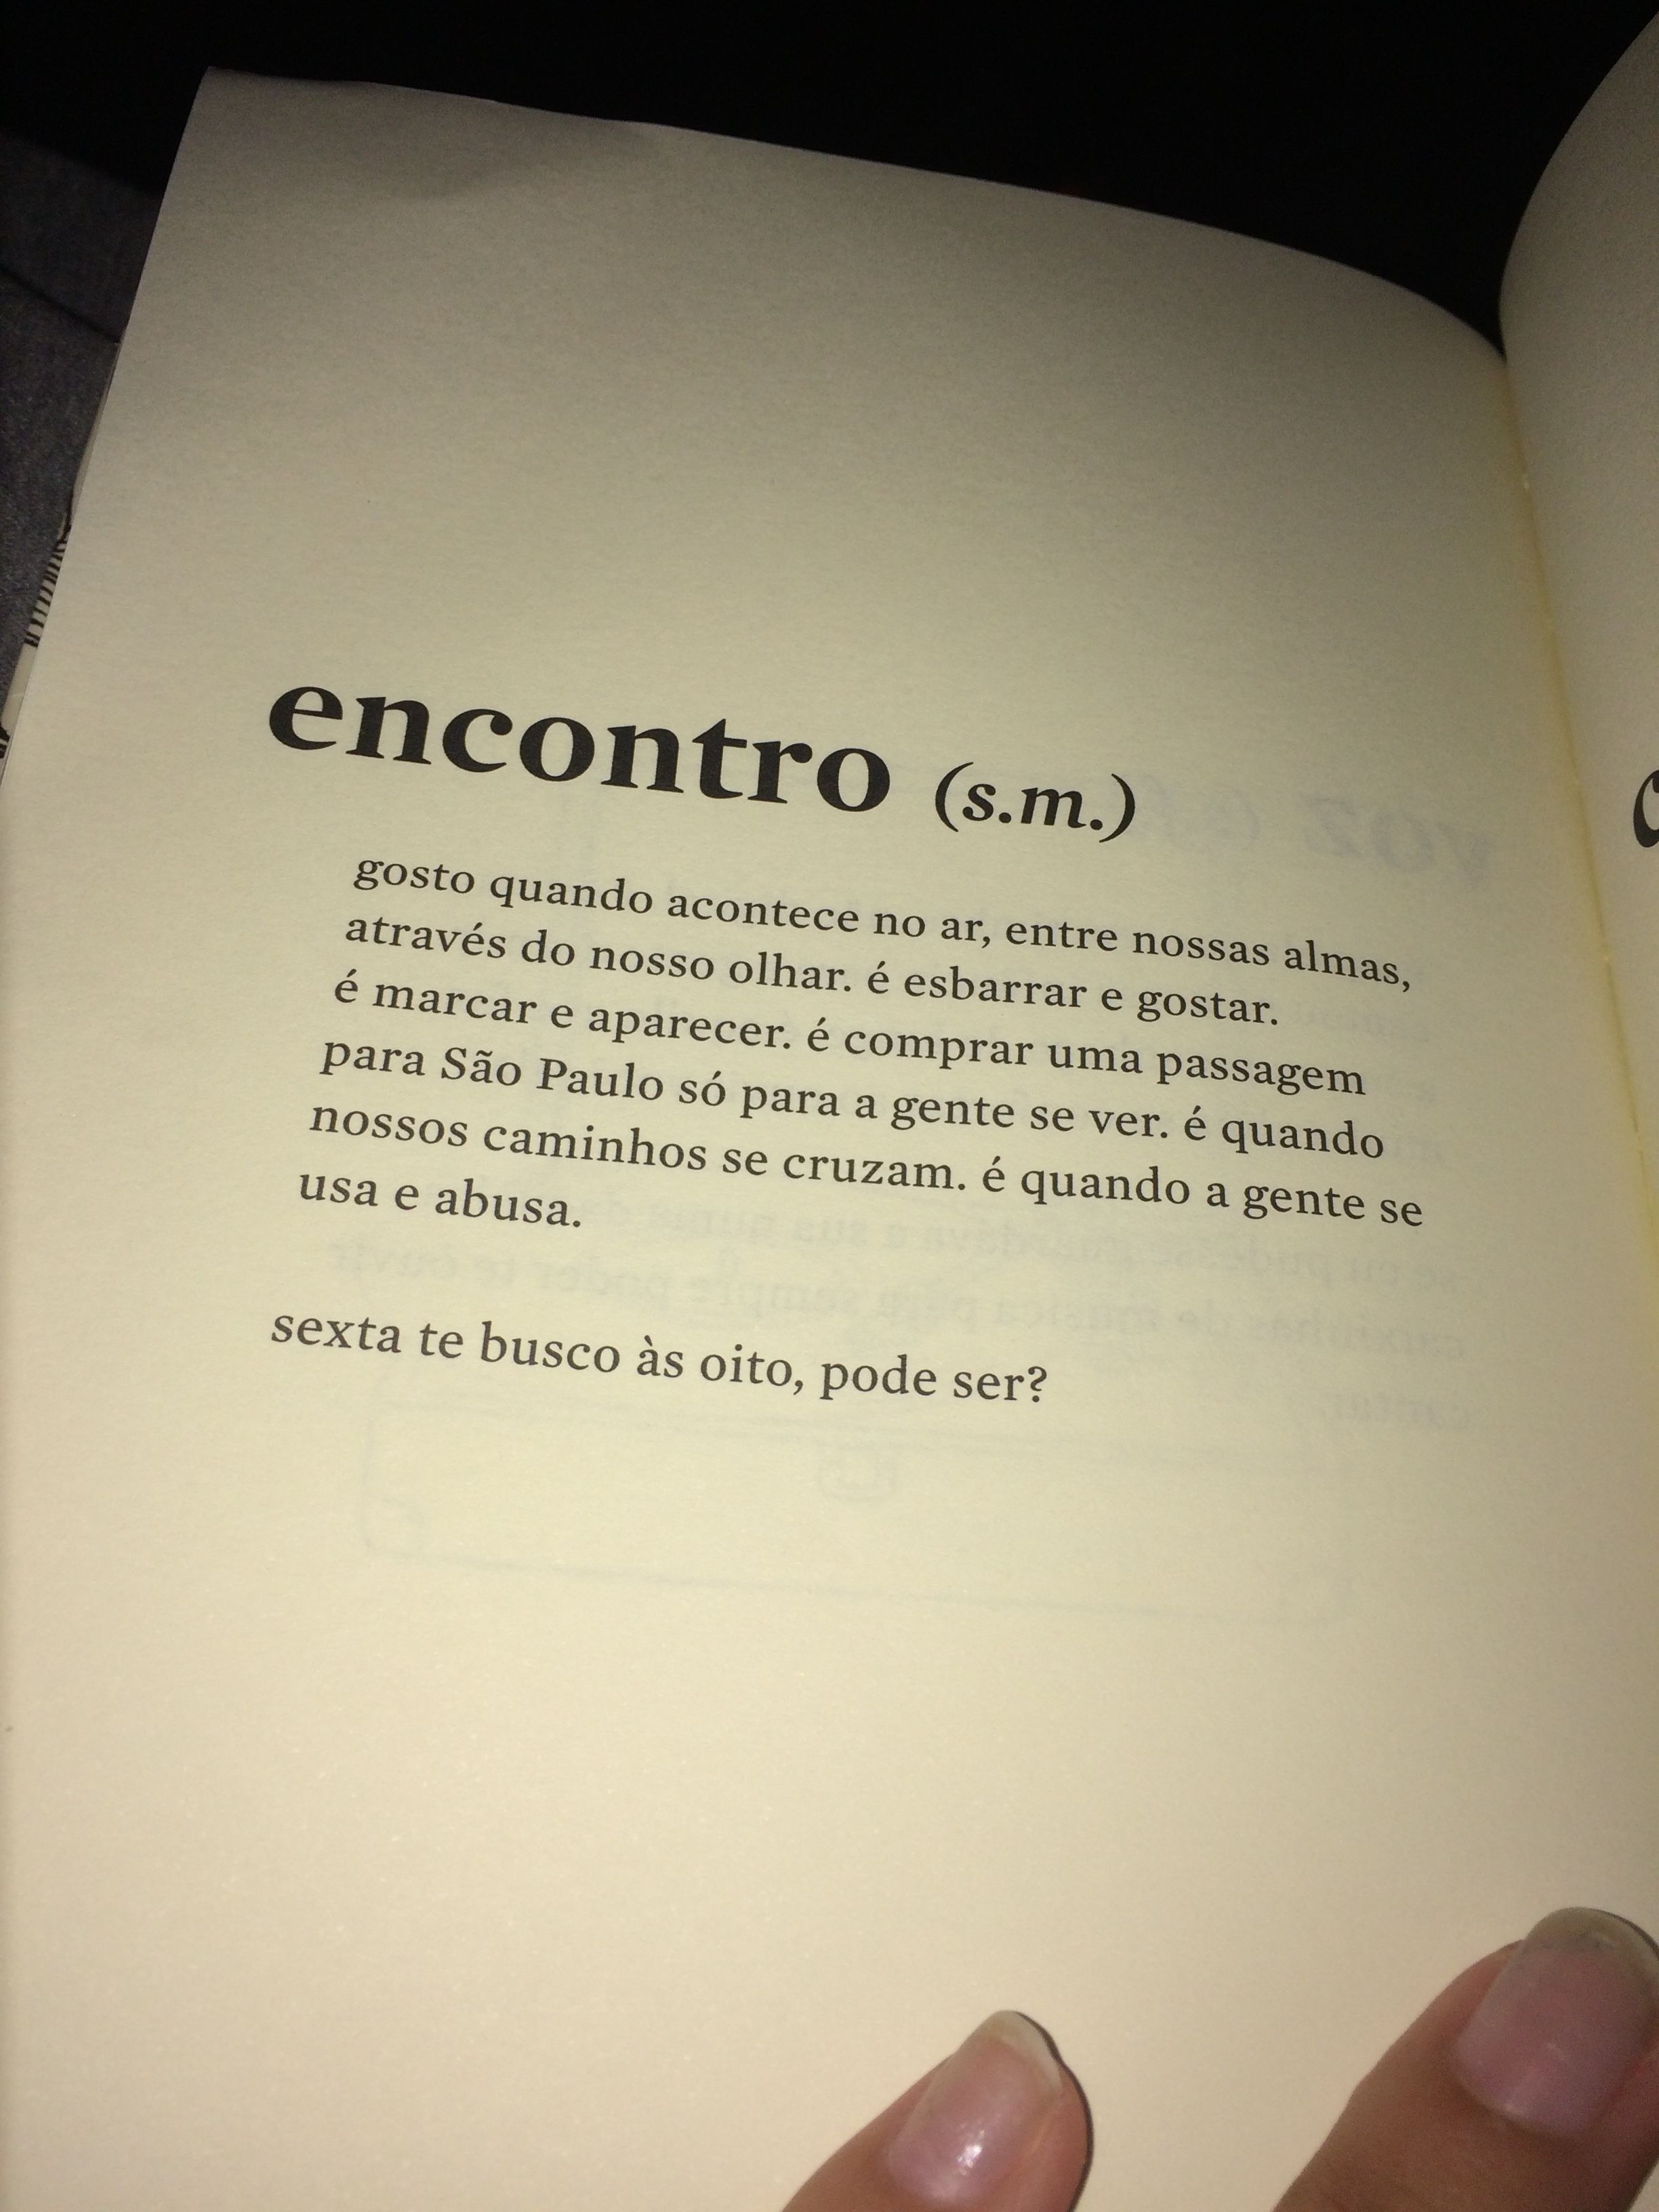 encontro (s.m.)
gosto quando acontece no ar, entre nossas almas,
através do nosso olhar. é esbarrar e gostar.
é marcar e aparecer. é comprar uma passagem
para São Paulo só para a gente se ver. é quando
nossos caminhos se cruzam. é quando a gente se
usa e abusa.
sexta te busco às oito, pode ser?